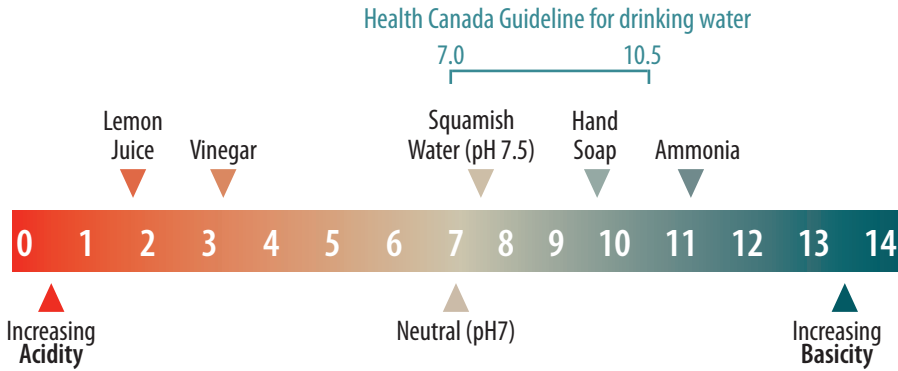 Health Canada Guideline for drinking water
7.0 10.5
Lemon
Juice
Vinegar
Squamish
Water (pH 7.5)
Hand
Soap
Ammonia
0 1 2 3 4 5 6 7 8 9 10 11 12 13 14
Increasing
Acidity
Neutral (pH7)
Increasing
Basicity